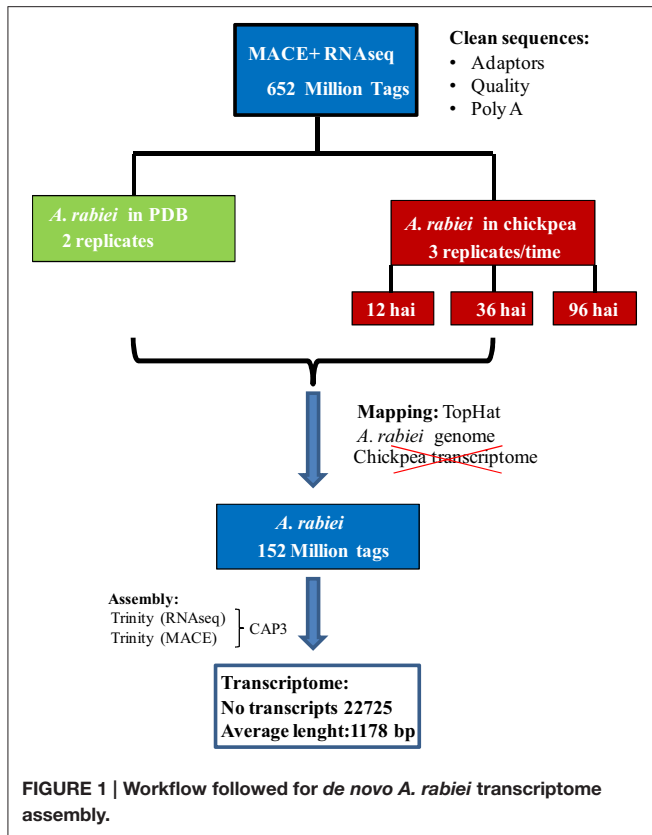 MACE+ RNAseq
652 Million Tags
Clean sequences:
• Adaptors
• Quality
• Poly A
A. rabiei in PDB
2 replicates
A. rabiei in chickpea
3 replicates/time
12 hai
36 hai
96 hai
Mapping: TopHat
A. rabiei genome
Chickpea transcriptome
A. rabiei
152 Million tags
Assembly:
Trinity (RNAseq)
Trinity (MACE)
CAP3
Transcriptome:
No transcripts 22725
Average lenght:1178 bp
FIGURE 1 | Workflow followed for de novo A. rabiei transcriptome
assembly.